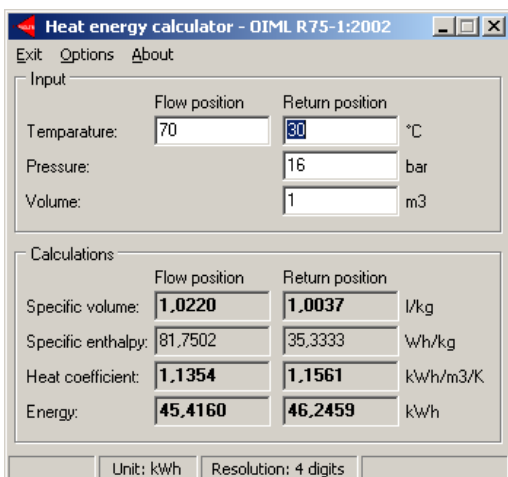 Heat energy calculator - OIML R75-1:2002
Exit Options About
Input
Flow position Return position
Temparature: 70 30 °C
Pressure: 16 bar
Volume: 1 m3
Calculations
Flow position Return position
Specific volume: 1,0220 1,0037 l/kg
Specific enthalpy: 81,7502 35,3333 Wh/kg
Heat coefficient: 1,1354 1,1561 kWh/m3/K
Energy: 45,4160 46,2459 kWh
Unit: kWh Resolution: 4 digits